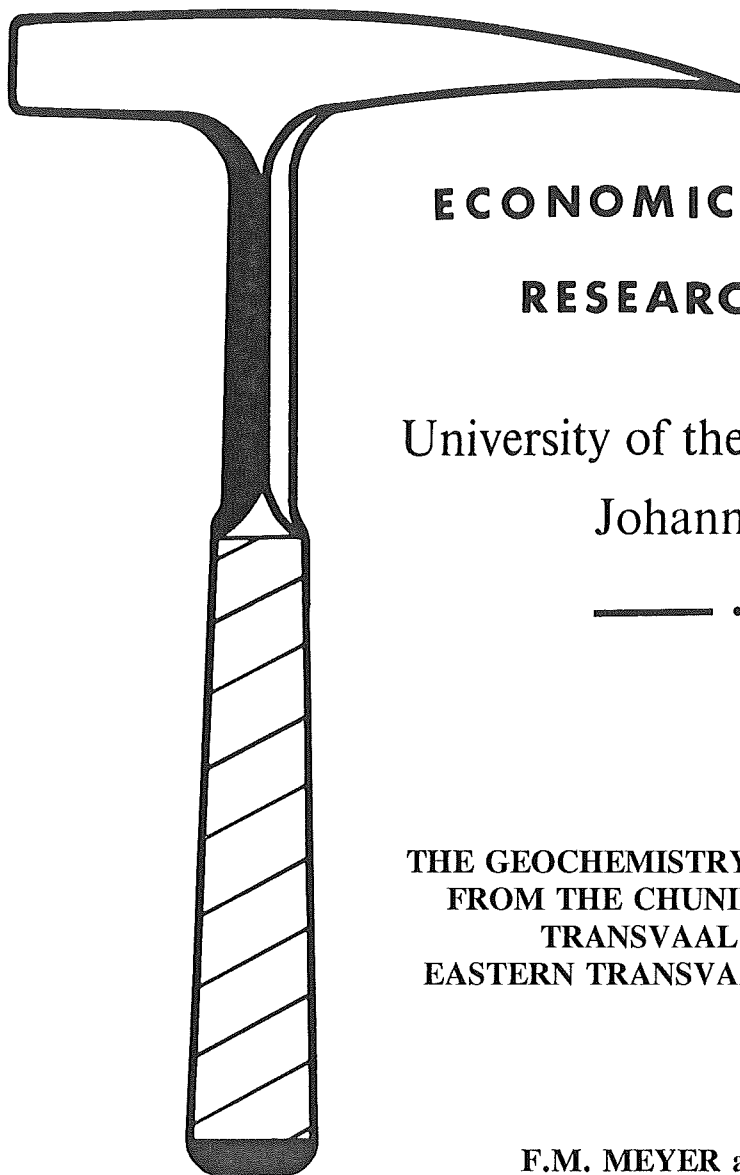 ECONOMIC
RESEARC
University of the
Johann
THE GEOCHEMISTRY
FROM THE CHUNI
TRANSVAAL
EASTERN TRANSVA
F.M. MEYER a